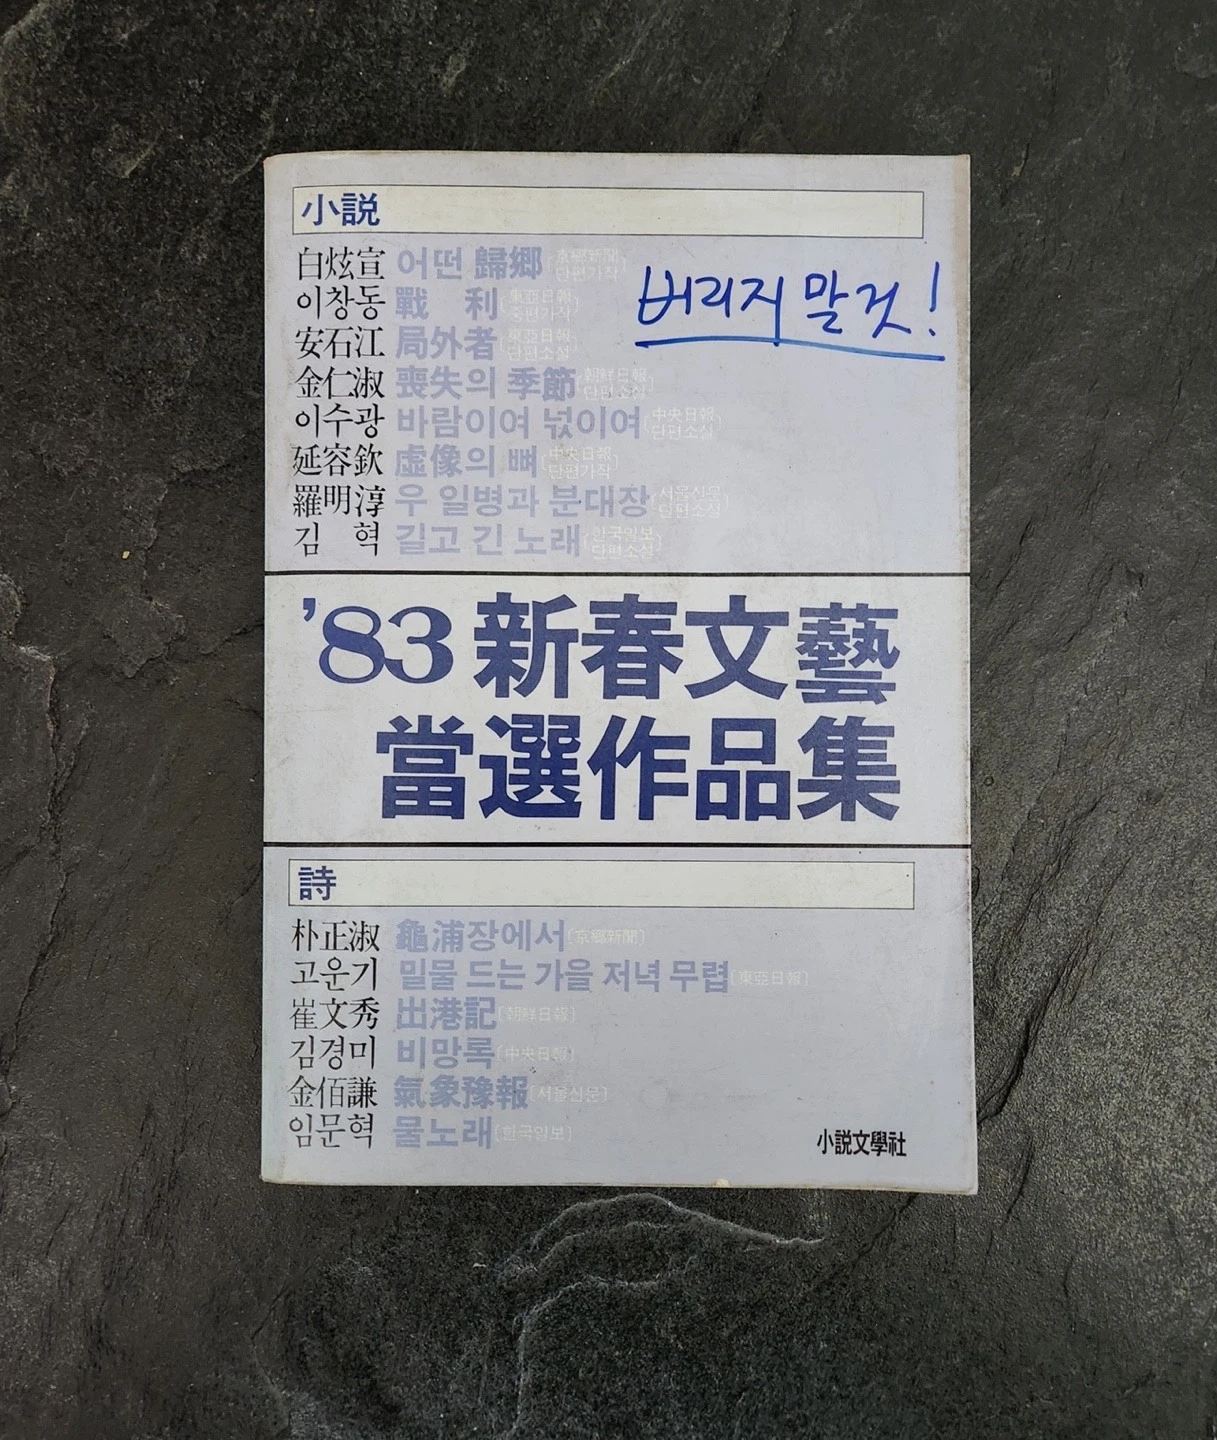 小説
白炫宣 어떤 歸鄕 (京鄕新聞 단편가작)
버리지 말것!
이창동 戰 利 (東亞日報 중편가작)
安石江 局外者 (東亞日報 단편소설)
金仁淑 喪失의 季節 (朝鮮日報 단편소설)
이수광 바람이여 넋이여 (中央日報 단편소설)
延容欽 虛像의 뼈 (中央日報 단편가작)
羅明淳 우 일병과 분대장 (서울신문 단편소설)
김 혁 길고 긴 노래 (한국일보 단편소설)
'83 新春文藝
當選作品集
詩
朴正淑 龜浦장에서 (京鄕新聞)
고운기 밀물 드는 가을 저녁 무렵 (東亞日報)
崔文秀 出港記 (朝鮮日報)
김경미 비망록 (中央日報)
金佰謙 氣象豫報 (서울신문)
임문혁 물노래 (한국일보)
小説文學社